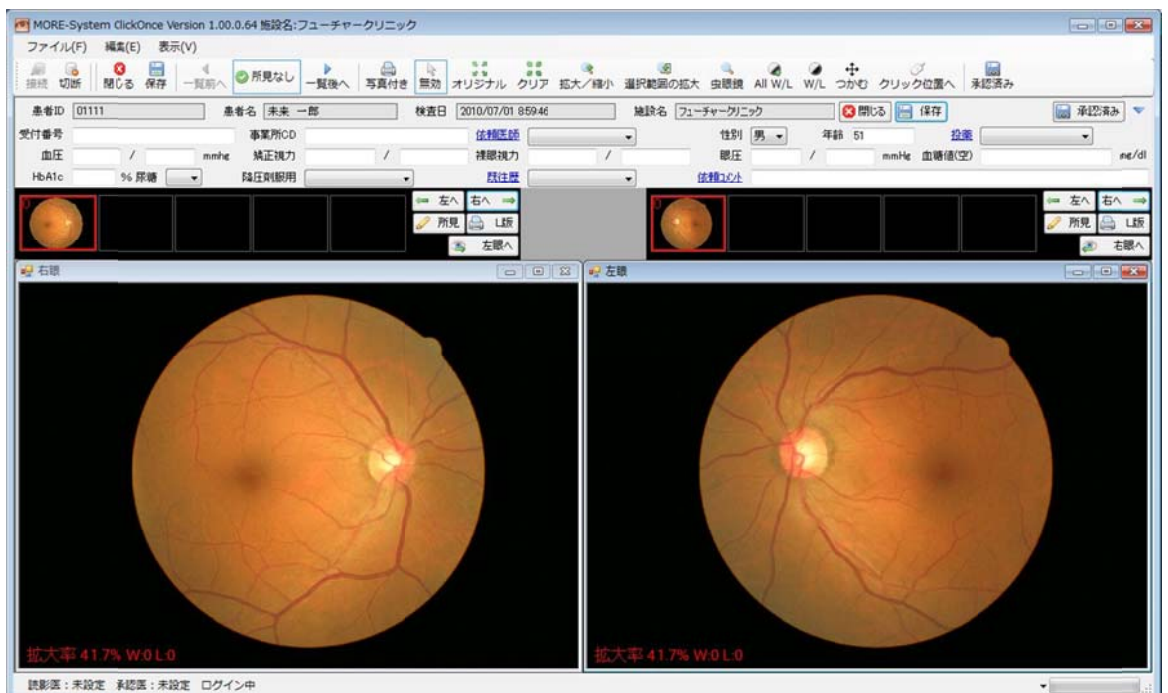 MORE-System ClickOnce Version 1.00.0.64 施設名:フューチャークリニック
ファイル(F) 編集(E) 表示(V)
接続 切断 閉じる 保存 一覧前へ 所見なし 一覧後へ 写真付き 無効 オリジナル クリア 拡大/縮小 選択範囲の拡大 虫眼鏡 All W/L W/L つかむ クリック位置へ 承認済み
患者ID 01111 患者名 未来 一郎 検査日 2010/07/01 8:59:46 施設名 フューチャークリニック 閉じる 保存 承認済み
受付番号 事業所CD 依頼医師 性別 男 年齢 51 投薬
血圧 / mmhg 矯正視力 / 裸眼視力 / 眼圧 / mmHg 血糖値(空) mg/dl
HbA1c % 尿糖 降圧剤服用 既往歴 依頼コメント
左へ 右へ 左へ 右へ
所見 L版 所見 L版
左眼へ 右眼へ
右眼 左眼
拡大率 41.7% W:0 L:0 拡大率 41.7% W:0 L:0
読影医:未設定 承認医:未設定 ログイン中